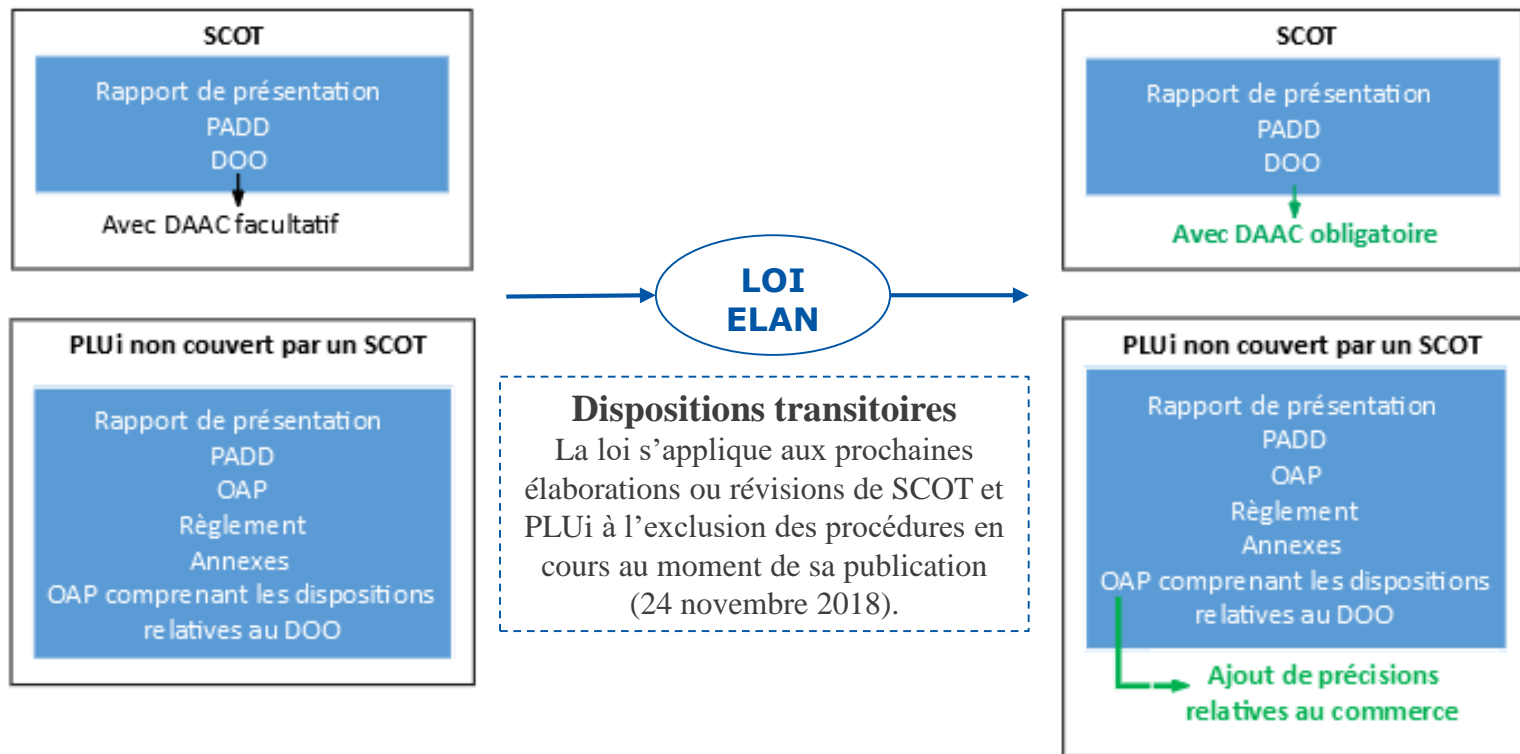 SCOT
Rapport de présentation
PADD
DOO
Avec DAAC facultatif
PLUi non couvert par un SCOT
Rapport de présentation
PADD
OAP
Règlement
Annexes
OAP comprenant les dispositions
relatives au DOO
LOI
ELAN
Dispositions transitoires
La loi s’applique aux prochaines
élaborations ou révisions de SCOT et
PLUi à l’exclusion des procédures en
cours au moment de sa publication
(24 novembre 2018).
SCOT
Rapport de présentation
PADD
DOO
Avec DAAC obligatoire
PLUi non couvert par un SCOT
Rapport de présentation
PADD
OAP
Règlement
Annexes
OAP comprenant les dispositions
relatives au DOO
Ajout de précisions
relatives au commerce